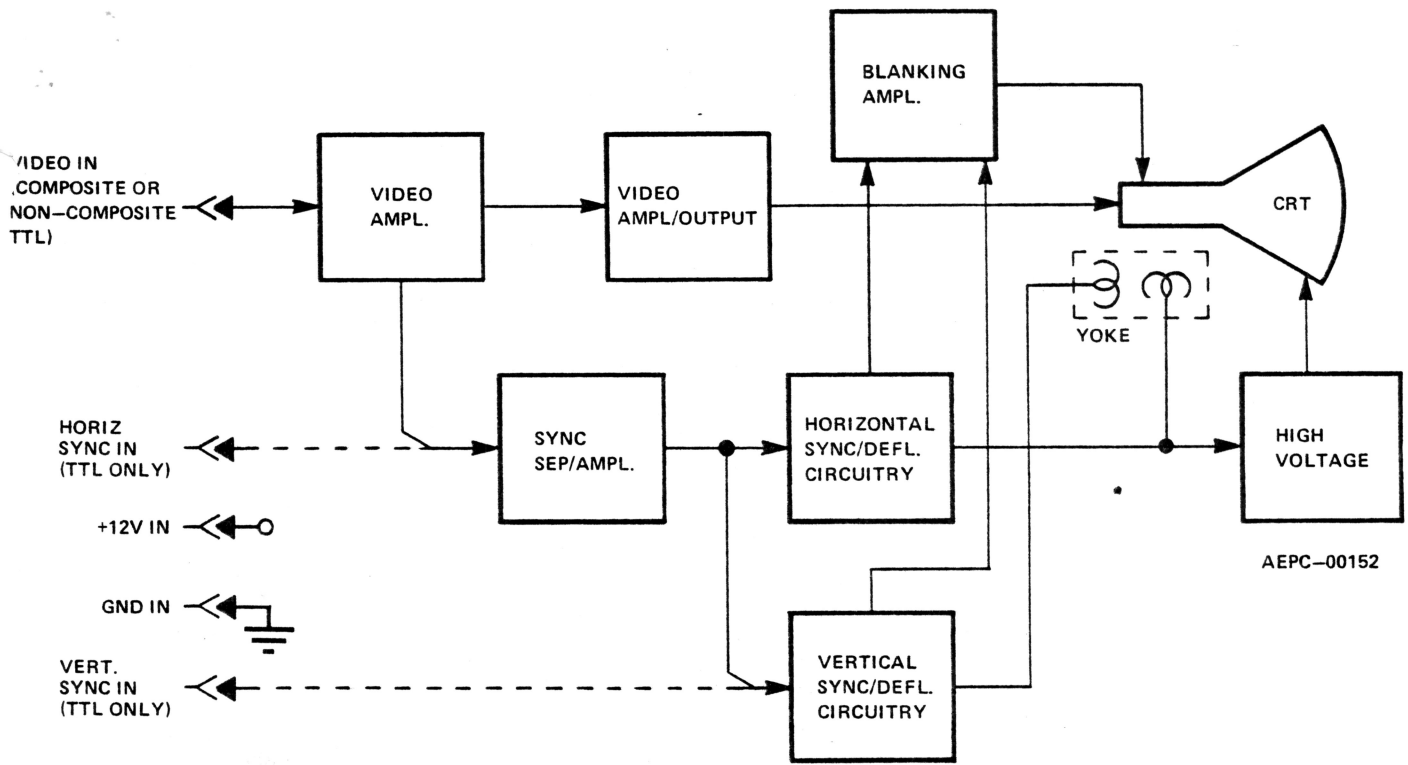 BLANKING
AMPL.
VIDEO IN
(COMPOSITE OR
NON–COMPOSITE
TTL)
VIDEO
AMPL.
VIDEO
AMPL/OUTPUT
CRT
YOKE
HORIZ
SYNC IN
(TTL ONLY)
SYNC
SEP/AMPL.
HORIZONTAL
SYNC/DEFL.
CIRCUITRY
HIGH
VOLTAGE
+12V IN
AEPC–00152
GND IN
VERT.
SYNC IN
(TTL ONLY)
VERTICAL
SYNC/DEFL.
CIRCUITRY